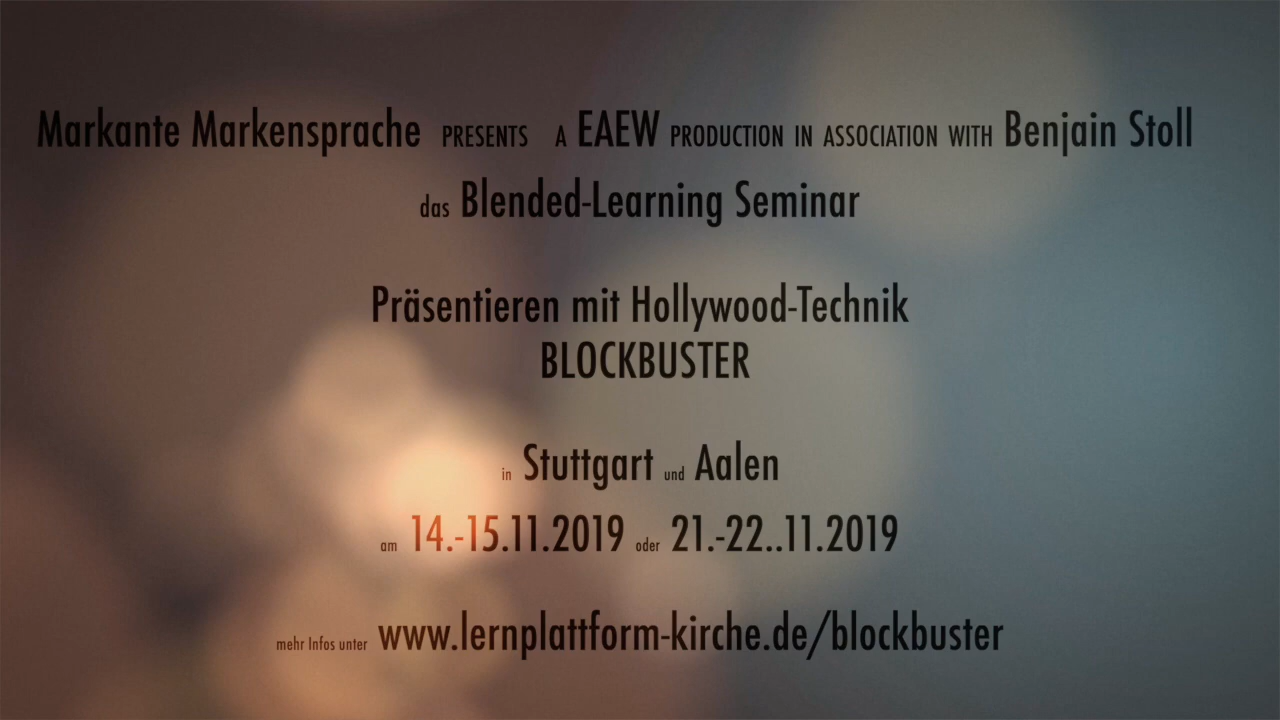 Markante Markensprache PRESENTS A EAEW PRODUCTION IN ASSOCIATION WITH Benjain Stoll
das Blended-Learning Seminar
Präsentieren mit Hollywood-Technik
BLOCKBUSTER
in Stuttgart und Aalen
am 14.-15.11.2019 oder 21.-22..11.2019
mehr Infos unter www.lernplattform-kirche.de/blockbuster